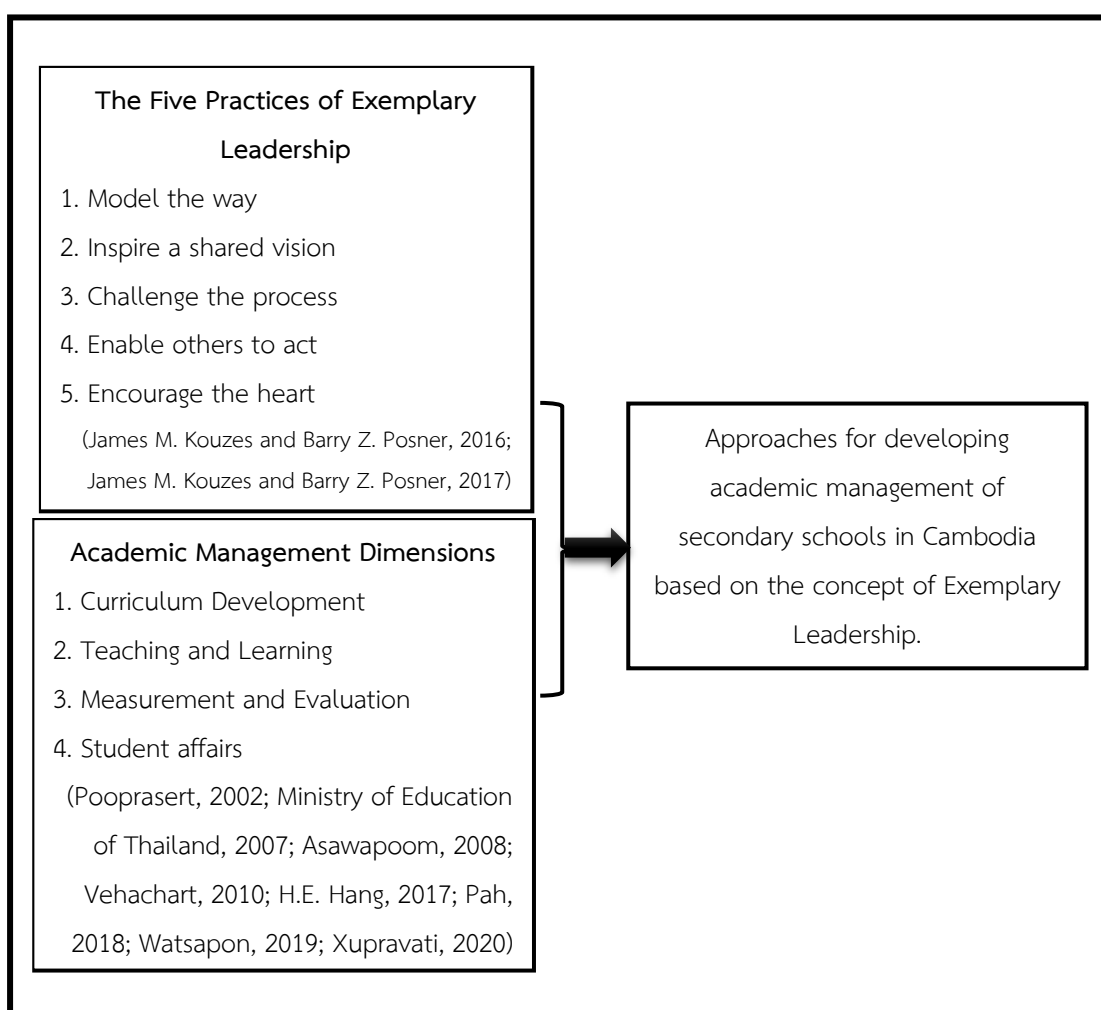 The Five Practices of Exemplary
Leadership
1. Model the way
2. Inspire a shared vision
3. Challenge the process
4. Enable others to act
5. Encourage the heart
(James M. Kouzes and Barry Z. Posner, 2016;
James M. Kouzes and Barry Z. Posner, 2017)
Academic Management Dimensions
1. Curriculum Development
2. Teaching and Learning
3. Measurement and Evaluation
4. Student affairs
(Pooprasert, 2002; Ministry of Education
of Thailand, 2007; Asawapoom, 2008;
Vehachart, 2010; H.E. Hang, 2017; Pah,
2018; Watsapon, 2019; Xupravati, 2020)
Approaches for developing
academic management of
secondary schools in Cambodia
based on the concept of Exemplary
Leadership.